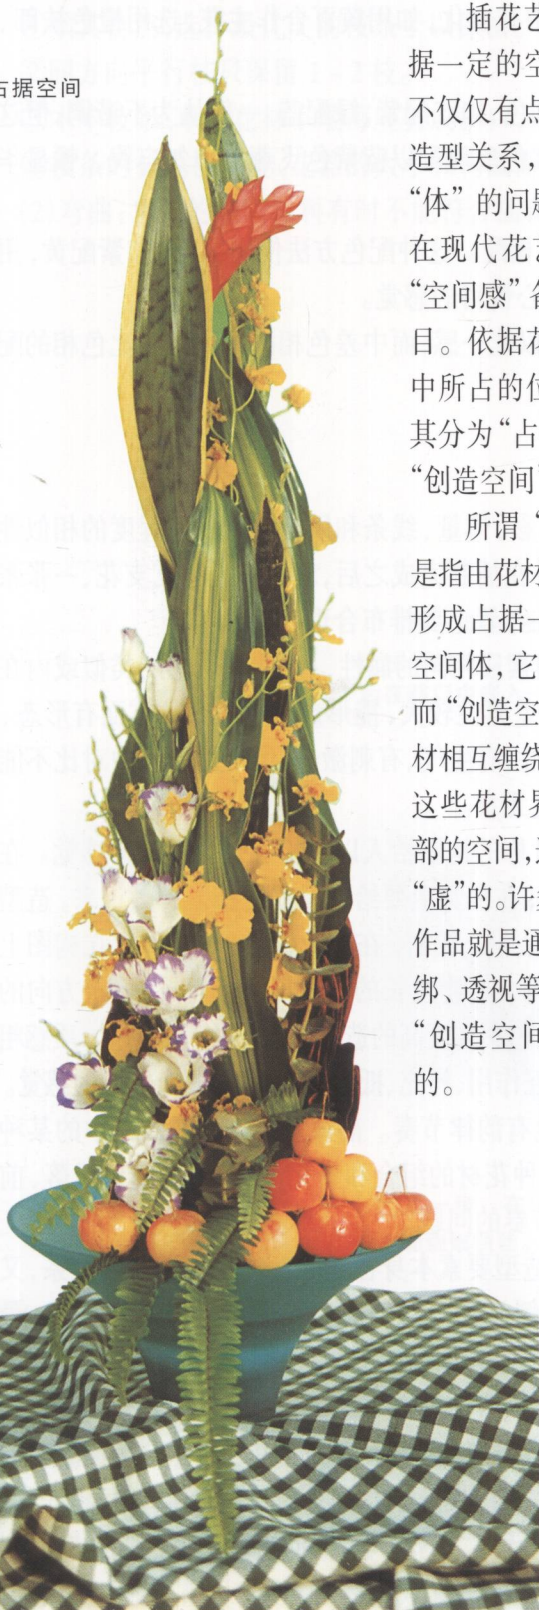 占据空间
插花艺
据一定的空
不仅仅有点
造型关系，
“体”的问题
在现代花艺
“空间感”备
目。依据花
中所占的位
其分为“占
“创造空间”
所谓“
是指由花材
形成占据一
空间体，它
而“创造空
材相互缠绕
这些花材界
部的空间，
“虚”的。许多
作品就是通
绑、透视等
“创造空间
的。